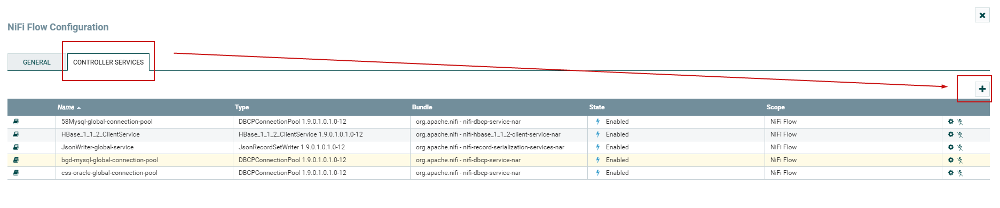 NiFi Flow Configuration
GENERAL CONTROLLER SERVICES
Name Type Bundle State Scope
58Mysql-global-connection-pool DBCPConnectionPool 1.9.0.1.0.1.0-12 org.apache.nifi - nifi-dbcp-service-nar Enabled NiFi Flow
HBase_1_1_2_ClientService HBase_1_1_2_ClientService 1.9.0.1.0.1.0-12 org.apache.nifi - nifi-hbase_1_1_2-client-service-nar Enabled NiFi Flow
JsonWriter-global-service JsonRecordSetWriter 1.9.0.1.0.1.0-12 org.apache.nifi - nifi-record-serialization-services-nar Enabled NiFi Flow
bgd-mysql-global-connection-pool DBCPConnectionPool 1.9.0.1.0.1.0-12 org.apache.nifi - nifi-dbcp-service-nar Enabled NiFi Flow
css-oracle-global-connection-pool DBCPConnectionPool 1.9.0.1.0.1.0-12 org.apache.nifi - nifi-dbcp-service-nar Enabled NiFi Flow